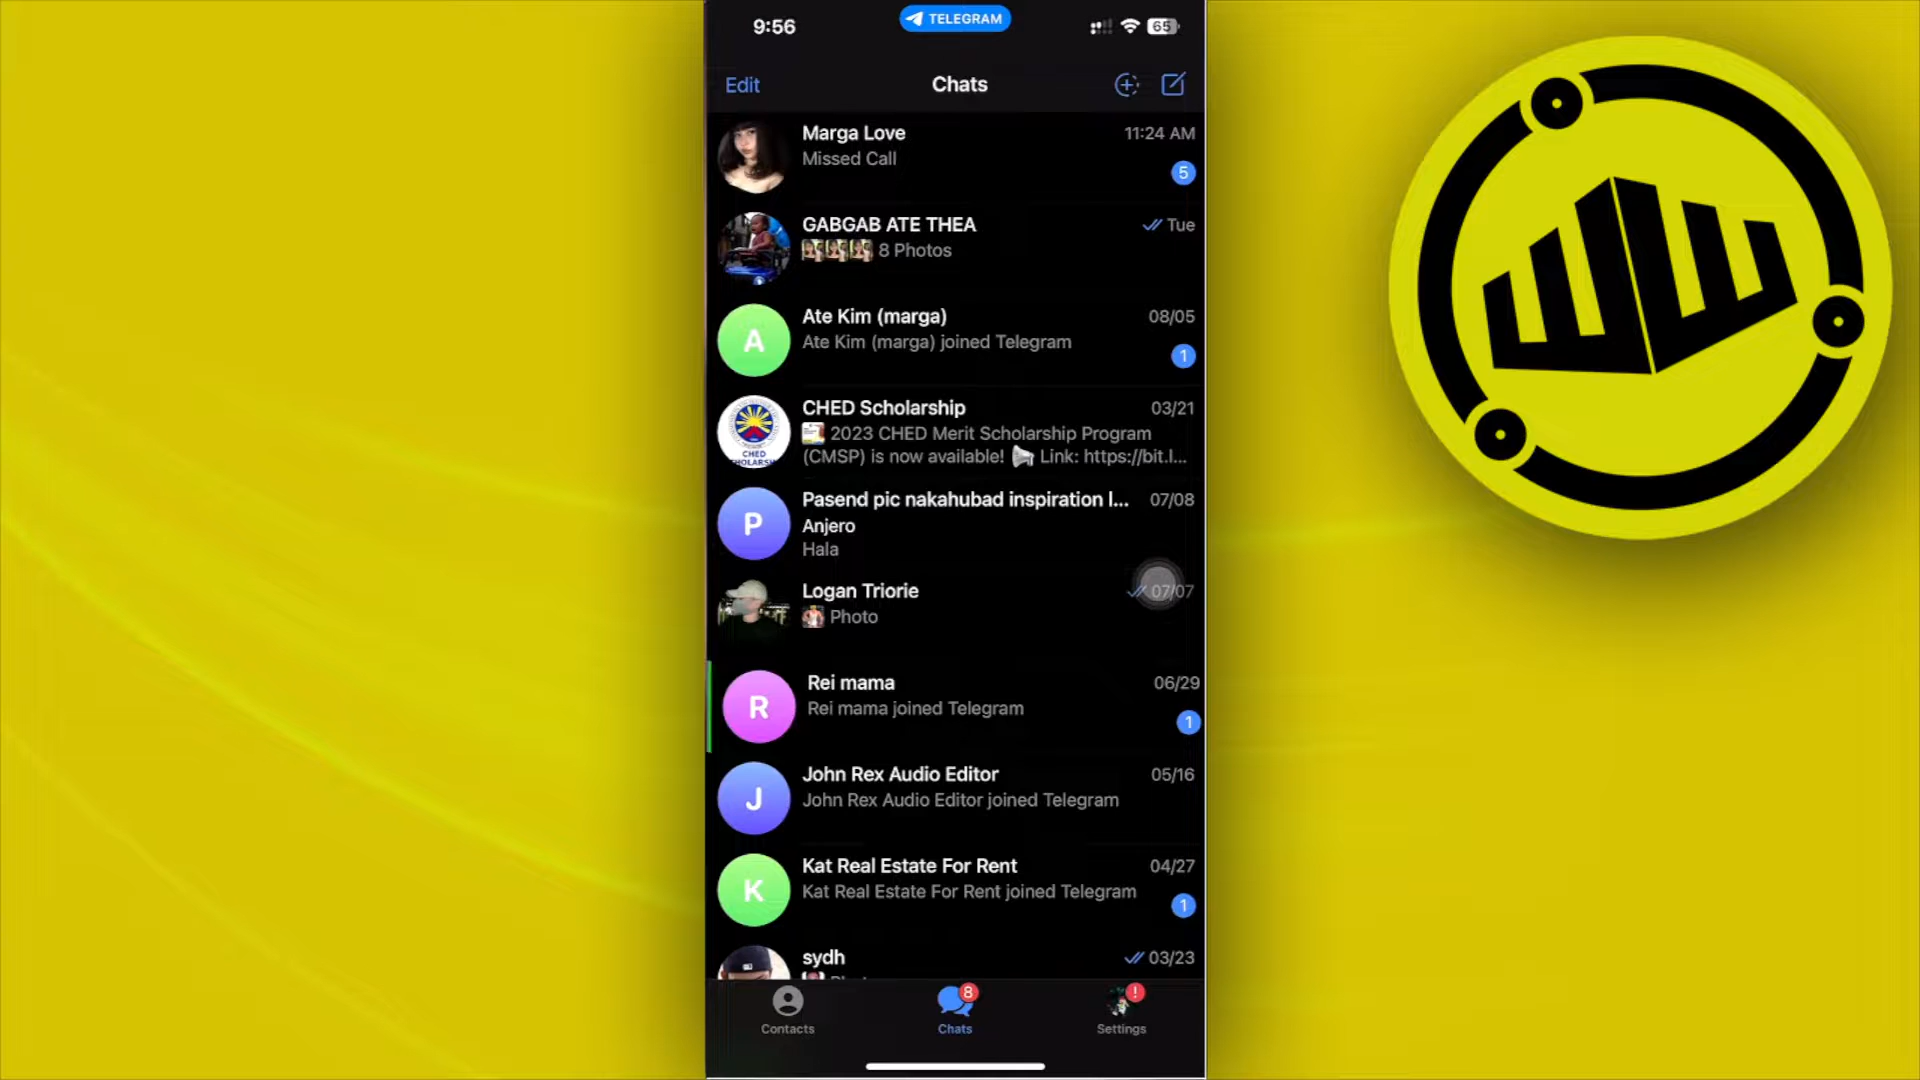 9:56
TELEGRAM
65
Edit
Chats
Marga Love
11:24 AM
Missed Call
5
GABGAB ATE THEA
Tue
8 Photos
A
Ate Kim (marga)
08/05
Ate Kim (marga) joined Telegram
1
CHED Scholarship
03/21
2023 CHED Merit Scholarship Program
(CMSP) is now available! Link: https://bit.l...
CHED
P
Pasend pic nakahubad inspiration l...
07/08
Anjero
Hala
Logan Triorie
07/07
Photo
R
Rei mama
06/29
Rei mama joined Telegram
1
J
John Rex Audio Editor
05/16
John Rex Audio Editor joined Telegram
K
Kat Real Estate For Rent
04/27
Kat Real Estate For Rent joined Telegram
1
sydh
03/23
8
!
Contacts
Chats
Settings